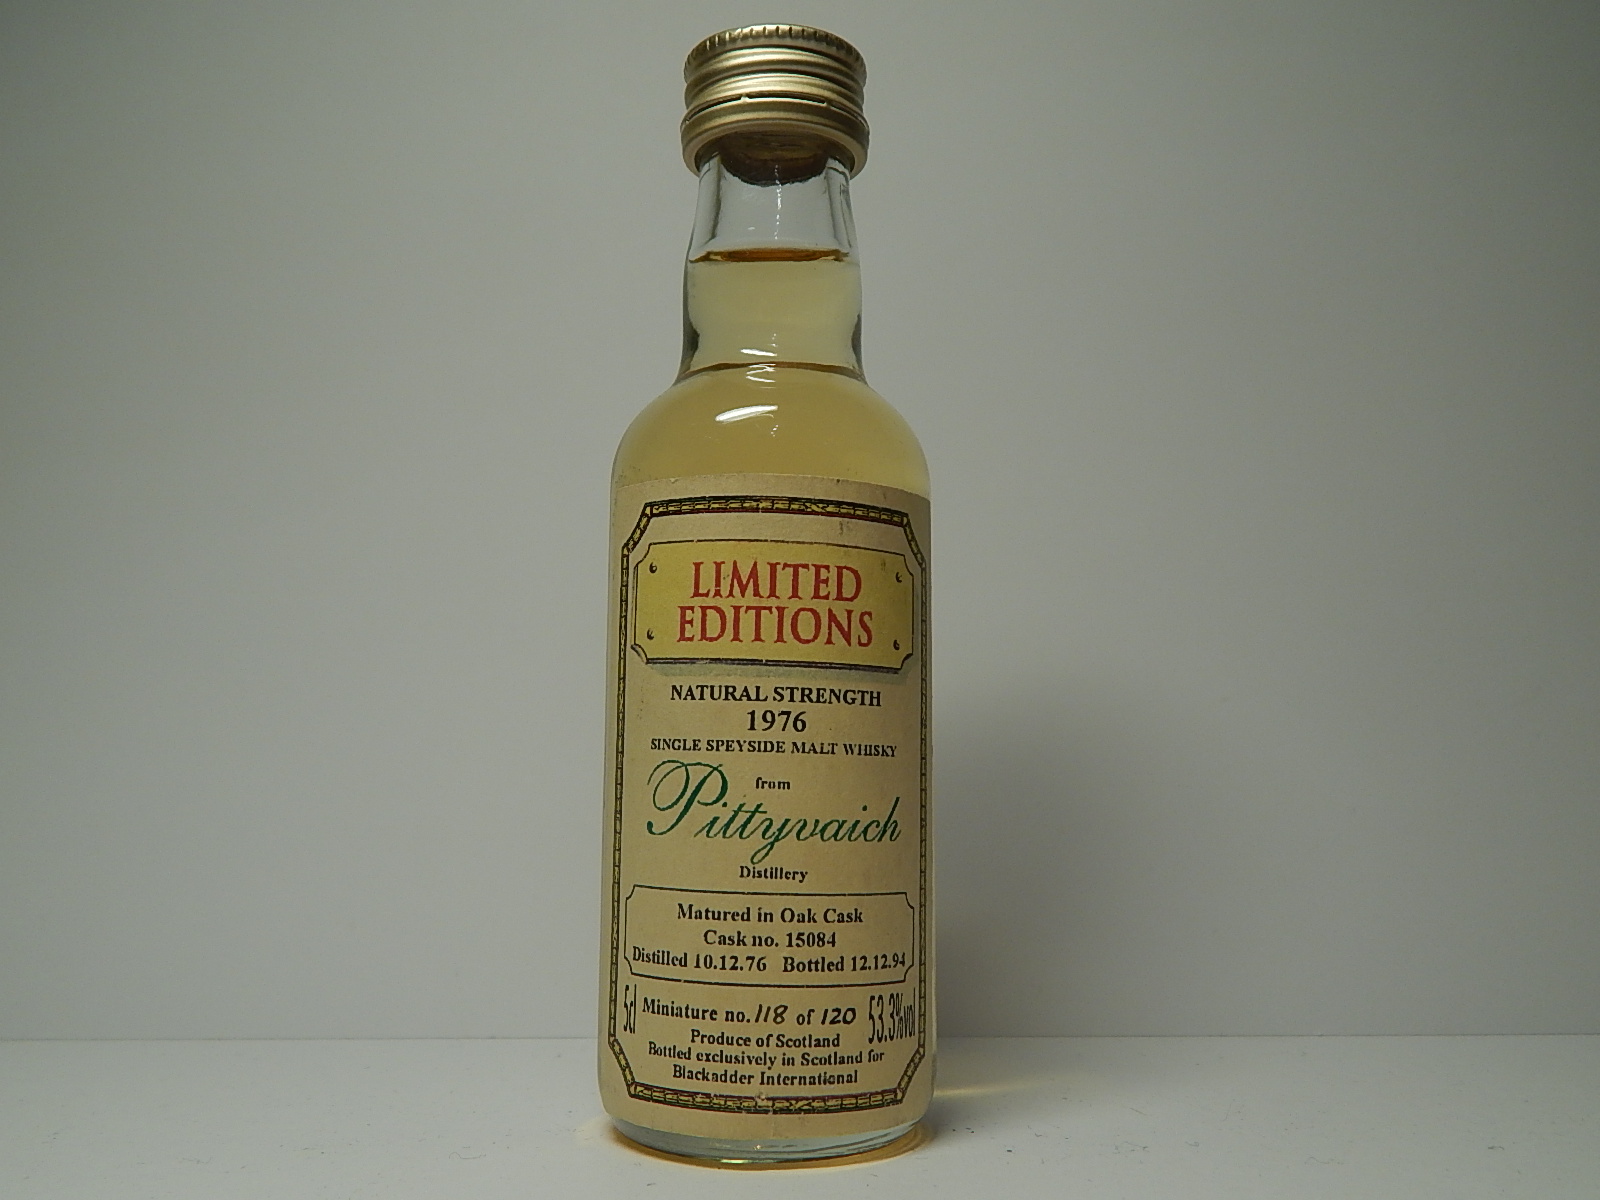 LIMITED
EDITIONS
NATURAL STRENGTH
1976
SINGLE SPEYSIDE MALT WHISKY
from
Pittyvaich
Distillery
Matured in Oak Cask
Cask no. 15084
Distilled 10.12.76 Bottled 12.12.94
5cl Miniature no. 118 of 120 53.3%vol
Produce of Scotland
Bottled exclusively in Scotland for
Blackadder International